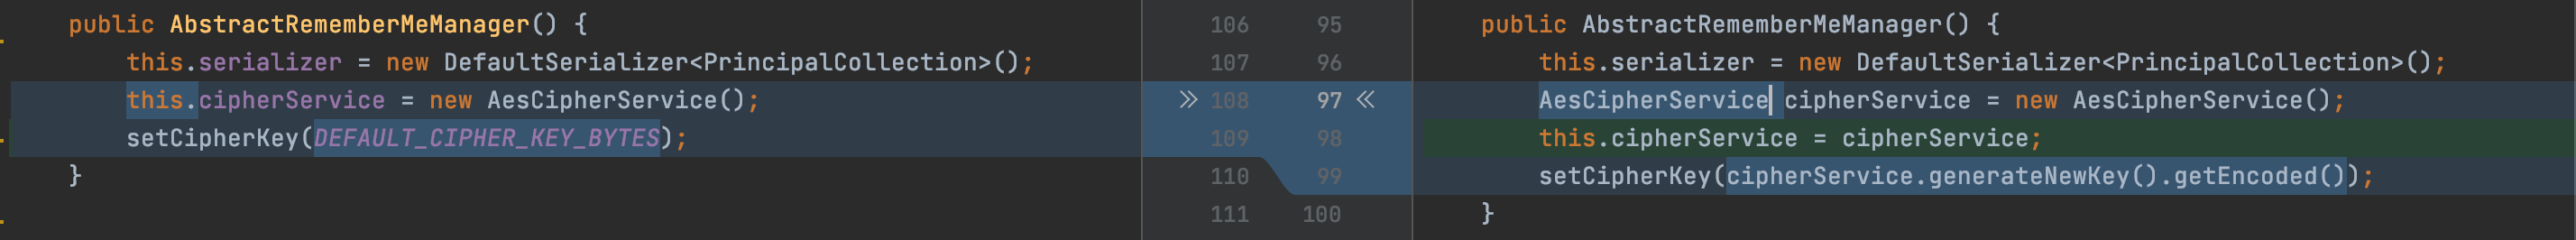 public AbstractRememberMeManager() {
this.serializer = new DefaultSerializer<PrincipalCollection>();
this.cipherService = new AesCipherService();
setCipherKey(DEFAULT_CIPHER_KEY_BYTES);
}
106 95
107 96
>> 108 97 <<
109 98
110 99
111 100
public AbstractRememberMeManager() {
this.serializer = new DefaultSerializer<PrincipalCollection>();
AesCipherService cipherService = new AesCipherService();
this.cipherService = cipherService;
setCipherKey(cipherService.generateNewKey().getEncoded());
}